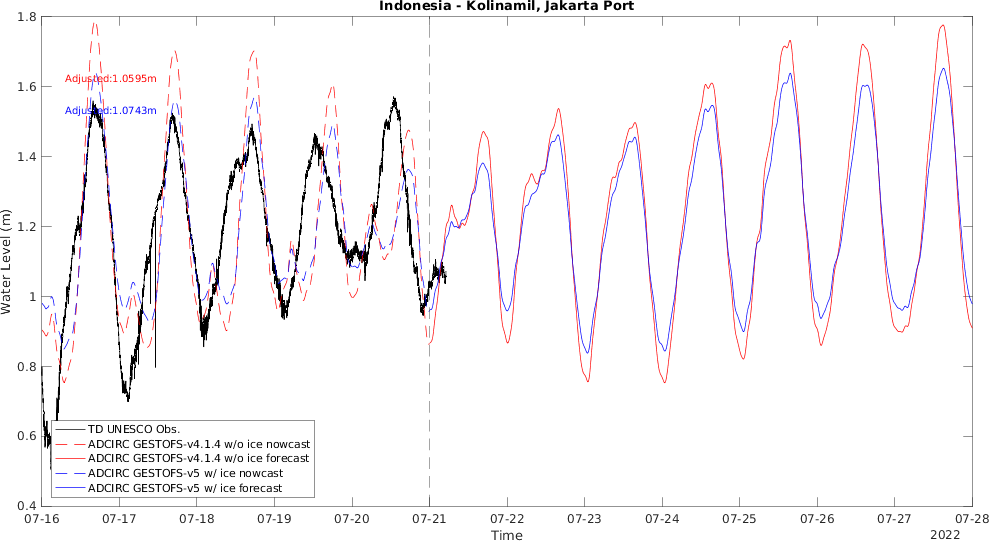 Indonesia - Kolinamil, Jakarta Port
Water Level (m)
1.8
1.6
1.4
1.2
1
0.8
0.6
0.4
Adjusted:1.0595m
Adjusted:1.0743m
TD UNESCO Obs.
ADCIRC GESTOFS-v4.1.4 w/o ice nowcast
ADCIRC GESTOFS-v4.1.4 w/o ice forecast
ADCIRC GESTOFS-v5 w/ ice nowcast
ADCIRC GESTOFS-v5 w/ ice forecast
07-16 07-17 07-18 07-19 07-20 07-21 07-22 07-23 07-24 07-25 07-26 07-27 07-28
Time
2022